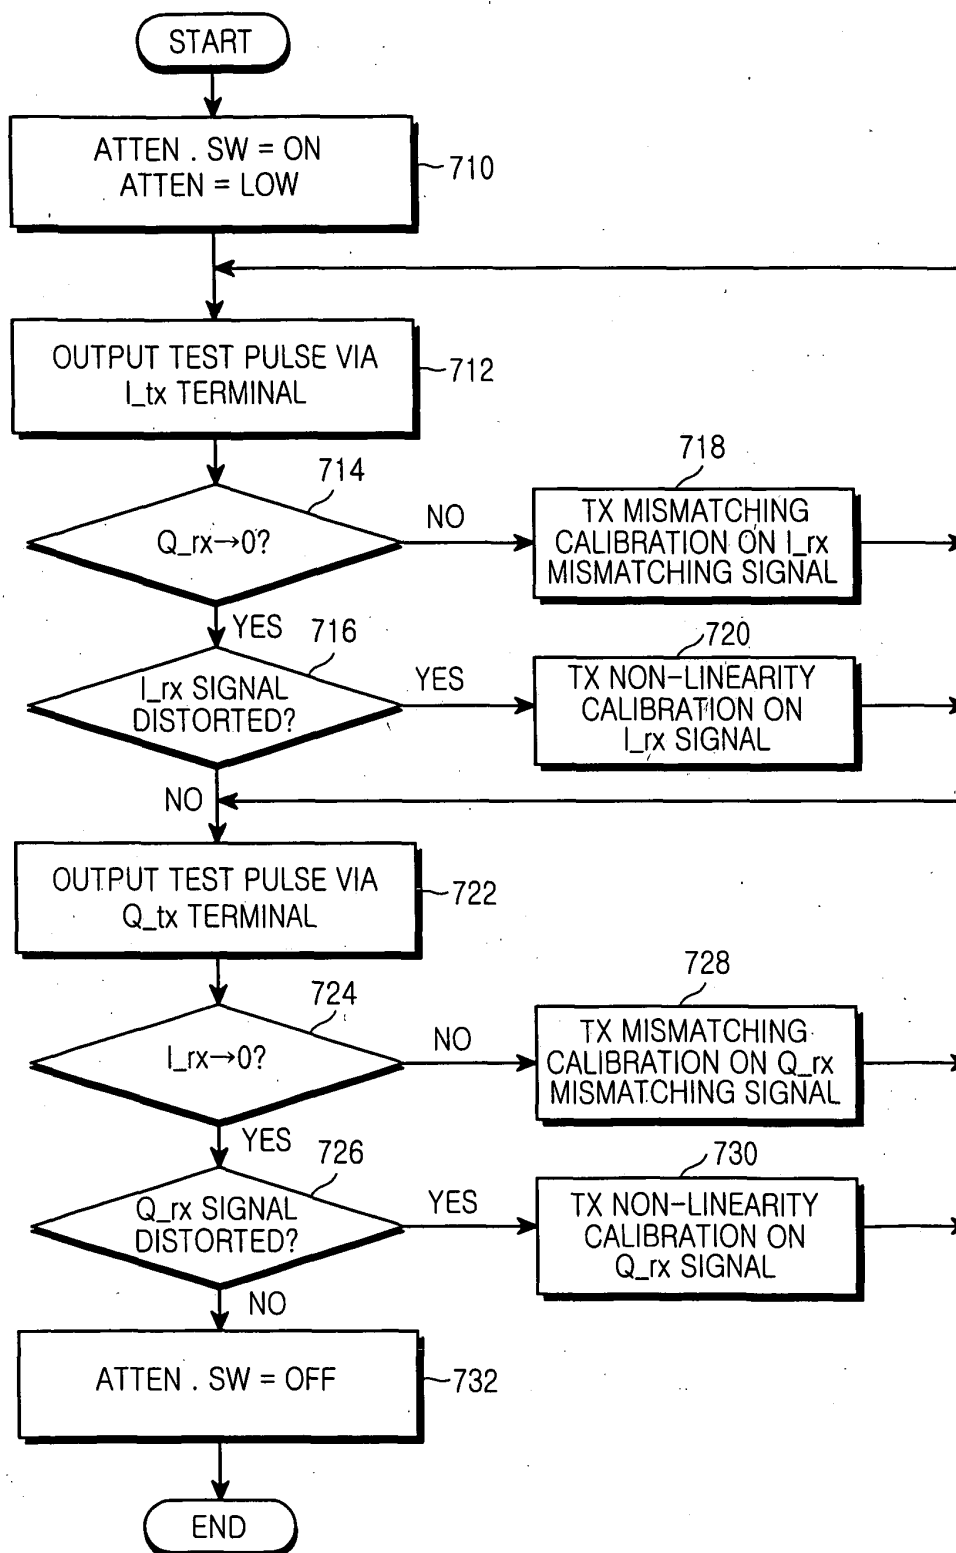 START
ATTEN . SW = ON
ATTEN = LOW
710
OUTPUT TEST PULSE VIA
I_tx TERMINAL
712
714
Q_rx→0?
NO
718
TX MISMATCHING
CALIBRATION ON I_rx
MISMATCHING SIGNAL
YES
716
I_rx SIGNAL
DISTORTED?
YES
720
TX NON-LINEARITY
CALIBRATION ON
I_rx SIGNAL
NO
OUTPUT TEST PULSE VIA
Q_tx TERMINAL
722
724
I_rx→0?
NO
728
TX MISMATCHING
CALIBRATION ON Q_rx
MISMATCHING SIGNAL
YES
726
Q_rx SIGNAL
DISTORTED?
YES
730
TX NON-LINEARITY
CALIBRATION ON
Q_rx SIGNAL
NO
ATTEN . SW = OFF
732
END